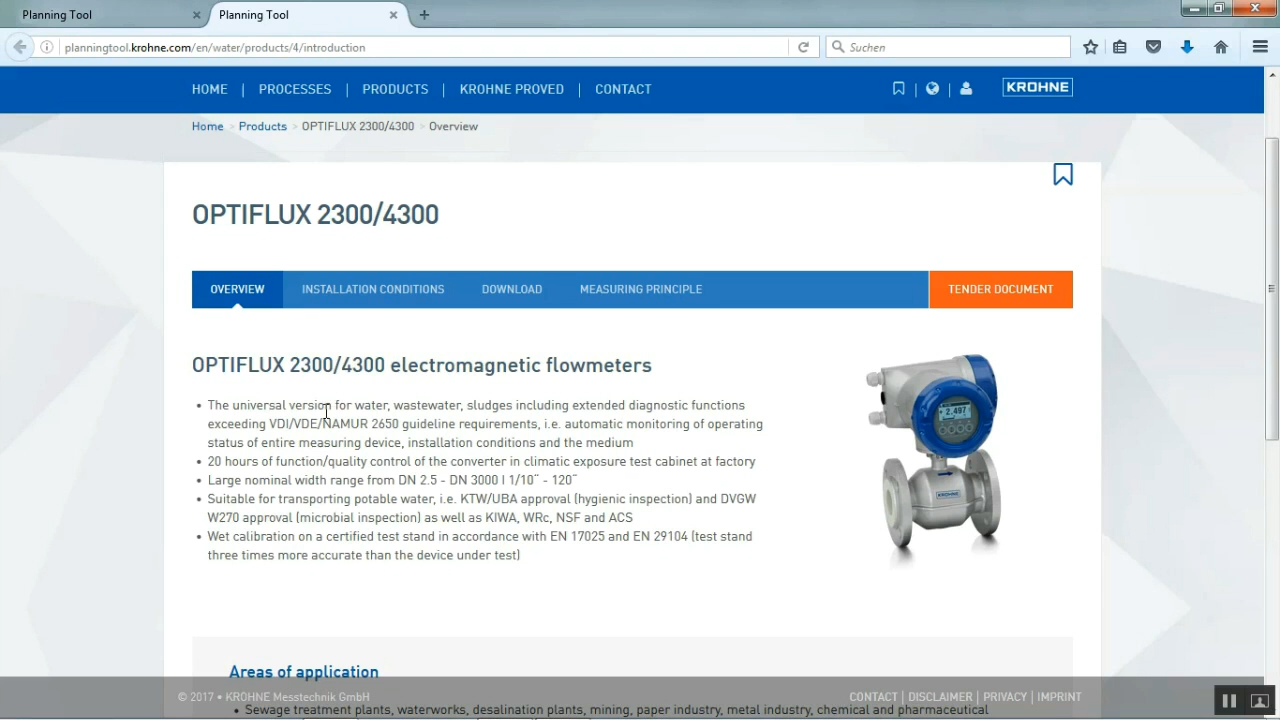 Planning Tool
Planning Tool
planningtool.krohne.com/en/water/products/4/introduction
Suchen
HOME | PROCESSES | PRODUCTS | KROHNE PROVED | CONTACT
KROHNE
Home > Products > OPTIFLUX 2300/4300 > Overview
OPTIFLUX 2300/4300
OVERVIEW INSTALLATION CONDITIONS DOWNLOAD MEASURING PRINCIPLE TENDER DOCUMENT
OPTIFLUX 2300/4300 electromagnetic flowmeters
• The universal version for water, wastewater, sludges including extended diagnostic functions
exceeding VDI/VDE/NAMUR 2650 guideline requirements, i.e. automatic monitoring of operating
status of entire measuring device, installation conditions and the medium
• 20 hours of function/quality control of the converter in climatic exposure test cabinet at factory
• Large nominal width range from DN 2.5 - DN 3000 I 1/10" - 120"
• Suitable for transporting potable water, i.e. KTW/UBA approval (hygienic inspection) and DVGW
W270 approval (microbial inspection) as well as KIWA, WRc, NSF and ACS
• Wet calibration on a certified test stand in accordance with EN 17025 and EN 29104 (test stand
three times more accurate than the device under test)
2.497
KROHNE
Areas of application
© 2017 • KROHNE Messtechnik GmbH
CONTACT | DISCLAIMER | PRIVACY | IMPRINT
• Sewage treatment plants, waterworks, desalination plants, mining, paper industry, metal industry, chemical and pharmaceutical